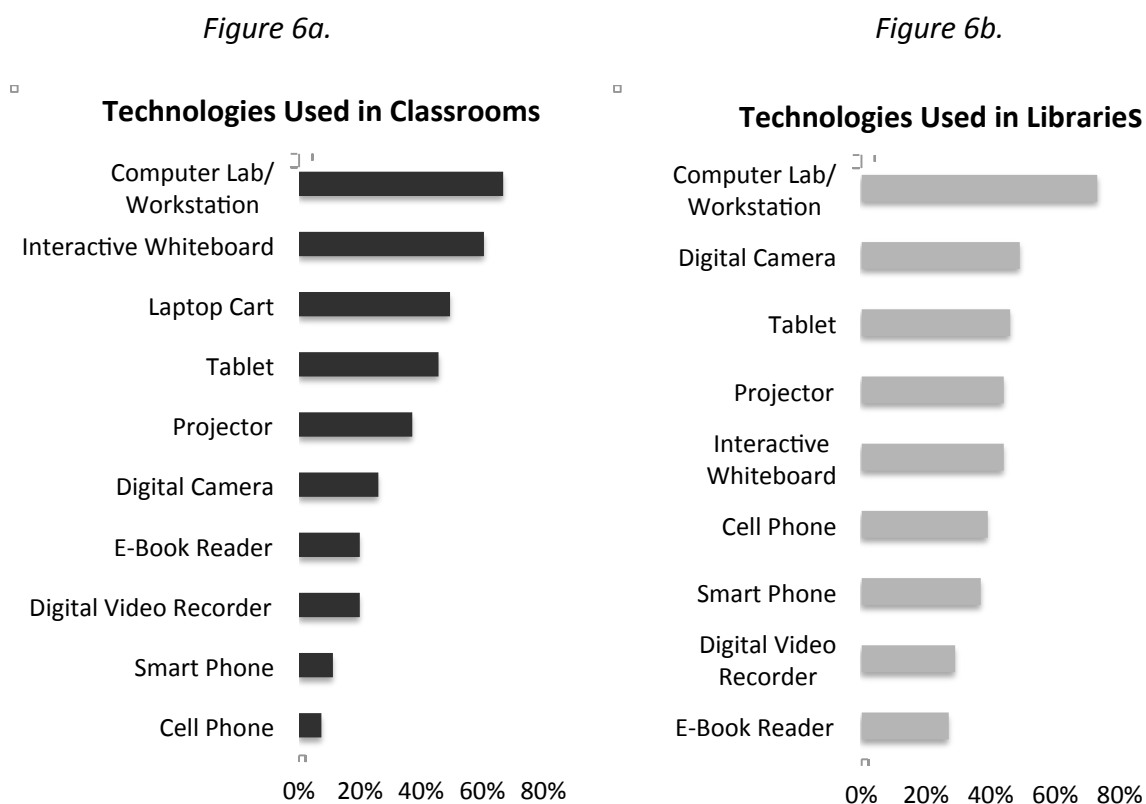 Figure 6a.
Technologies Used in Classrooms
Computer Lab/
Workstation
Interactive Whiteboard
Laptop Cart
Tablet
Projector
Digital Camera
E-Book Reader
Digital Video Recorder
Smart Phone
Cell Phone
0% 20% 40% 60% 80%
Figure 6b.
Technologies Used in Libraries
Computer Lab/
Workstation
Digital Camera
Tablet
Projector
Interactive
Whiteboard
Cell Phone
Smart Phone
Digital Video
Recorder
E-Book Reader
0% 20% 40% 60% 80%